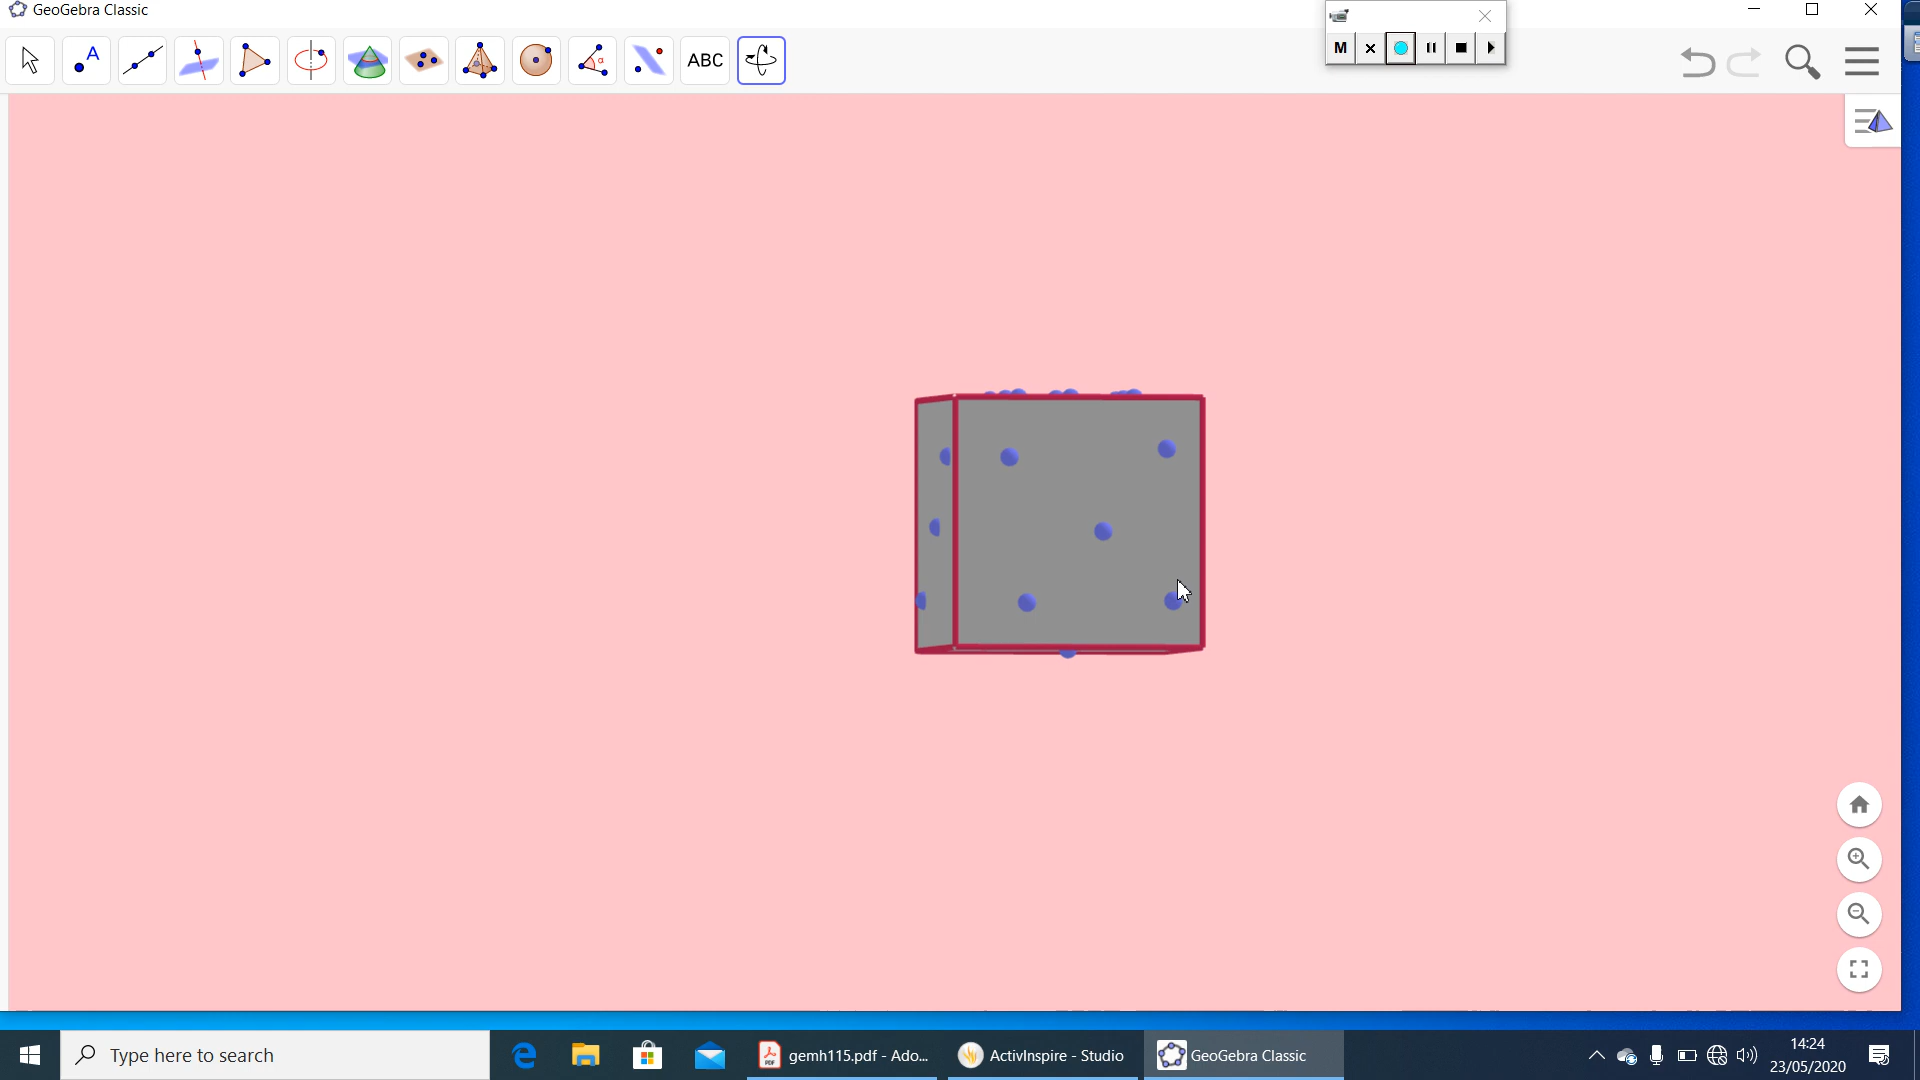 GeoGebra Classic
M
A
α
ABC
Type here to search
gemh115.pdf - Ado...
ActivInspire - Studio
GeoGebra Classic
14:24
23/05/2020